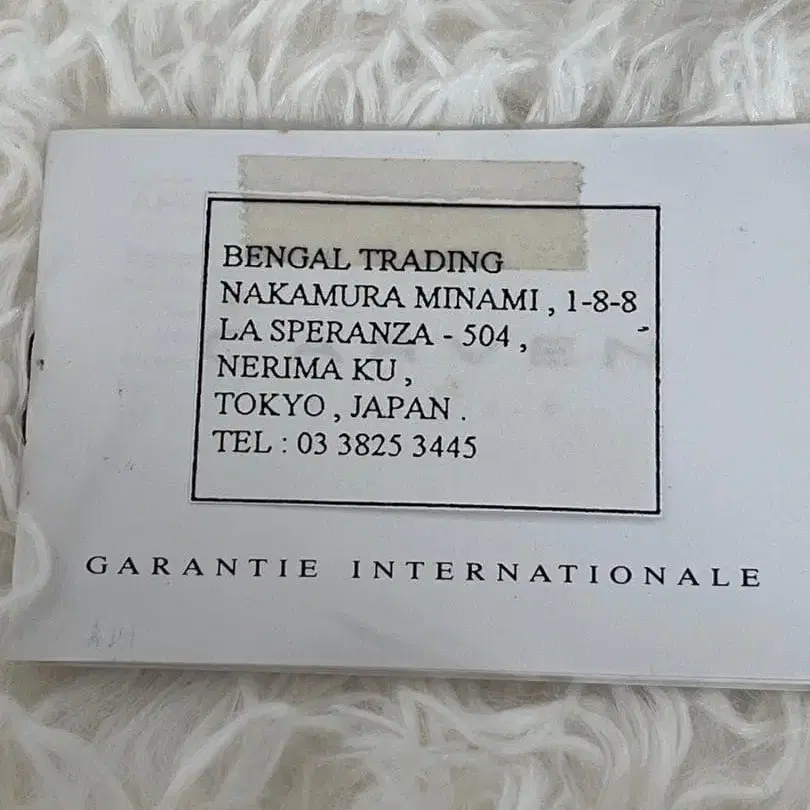 BENGAL TRADING
NAKAMURA MINAMI , 1-8-8
LA SPERANZA - 504 ,
NERIMA KU ,
TOKYO , JAPAN .
TEL : 03 3825 3445
GARANTIE INTERNATIONALE